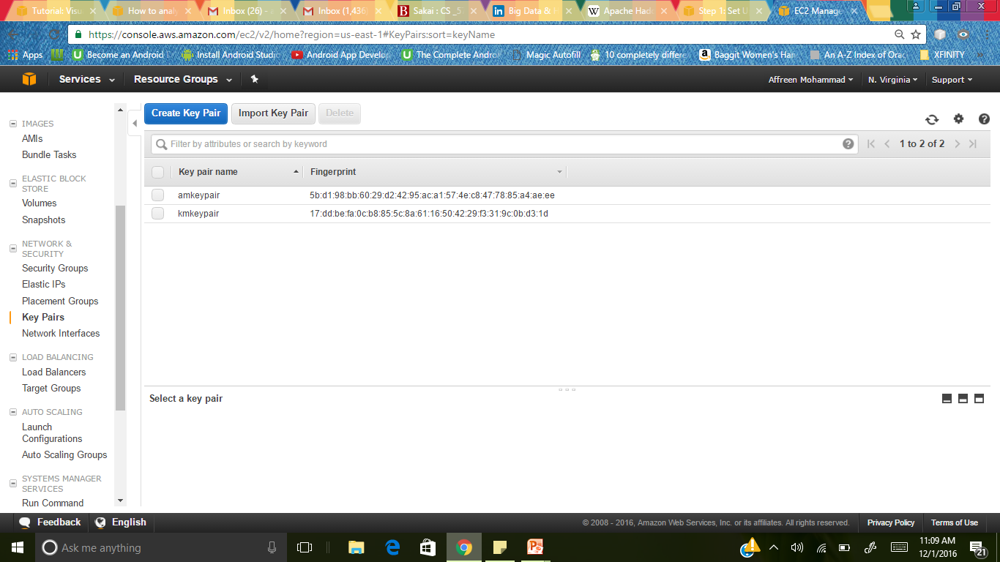 Tutorial: Visu
How to analy
Inbox (26) -
Inbox (1,436)
Sakai : CS _5
Big Data &
Apache Had
Step 1: Set U
EC2 Manage
https://console.aws.amazon.com/ec2/v2/home?region=us-east-1#KeyPairs:sort=keyName
Apps
Become an Android
Install Android Studio
Android App Develop
The Complete Andro
Magic Autofill
10 completely differe
Baggit Women's Han
An A-Z Index of Orac
XFINITY
Services
Resource Groups
Affreen Mohammad
N. Virginia
Support
IMAGES
AMIs
Bundle Tasks
ELASTIC BLOCK
STORE
Volumes
Snapshots
NETWORK &
SECURITY
Security Groups
Elastic IPs
Placement Groups
Key Pairs
Network Interfaces
LOAD BALANCING
Load Balancers
Target Groups
AUTO SCALING
Launch
Configurations
Auto Scaling Groups
SYSTEMS MANAGER
SERVICES
Run Command
Create Key Pair
Import Key Pair
Delete
Filter by attributes or search by keyword
1 to 2 of 2
Key pair name
Fingerprint
amkeypair
5b:d1:98:bb:60:29:d2:42:95:ac:a1:57:4e:c8:47:78:85:a4:ae:ee
kmkeypair
17:dd:be:fa:0c:b8:85:5c:8a:61:16:50:42:29:f3:31:9c:0b:d3:1d
Select a key pair
Feedback
English
© 2008 - 2016, Amazon Web Services, Inc. or its affiliates. All rights reserved.
Privacy Policy
Terms of Use
Ask me anything
11:09 AM
12/1/2016
21